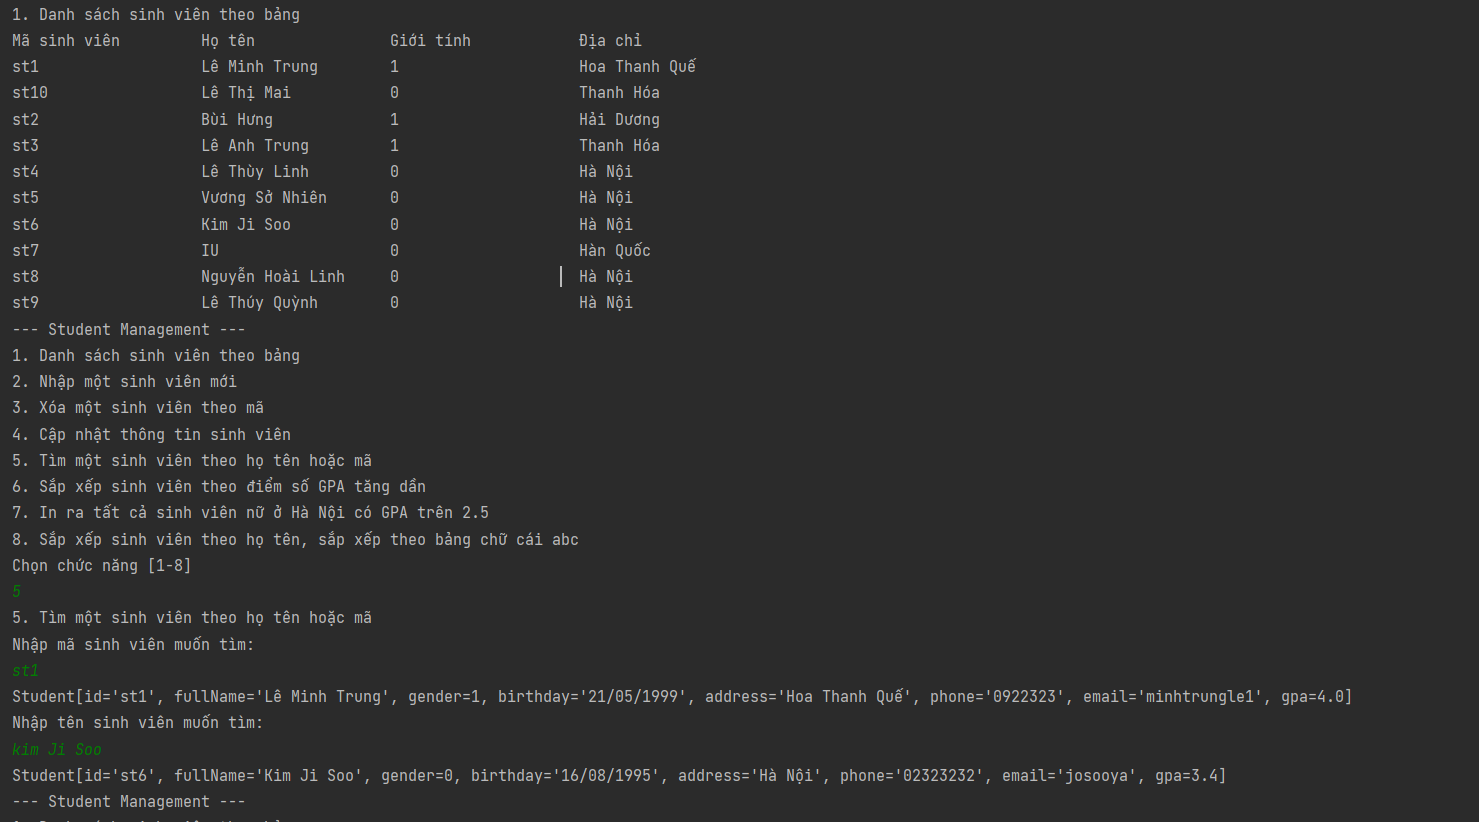 1. Danh sách sinh viên theo bảng
Mã sinh viên Họ tên Giới tính Địa chỉ
st1 Lê Minh Trung 1 Hoa Thanh Quế
st10 Lê Thị Mai 0 Thanh Hóa
st2 Bùi Hưng 1 Hải Dương
st3 Lê Anh Trung 1 Thanh Hóa
st4 Lê Thùy Linh 0 Hà Nội
st5 Vương Sở Nhiên 0 Hà Nội
st6 Kim Ji Soo 0 Hà Nội
st7 IU 0 Hàn Quốc
st8 Nguyễn Hoài Linh 0 Hà Nội
st9 Lê Thúy Quỳnh 0 Hà Nội
--- Student Management ---
1. Danh sách sinh viên theo bảng
2. Nhập một sinh viên mới
3. Xóa một sinh viên theo mã
4. Cập nhật thông tin sinh viên
5. Tìm một sinh viên theo họ tên hoặc mã
6. Sắp xếp sinh viên theo điểm số GPA tăng dần
7. In ra tất cả sinh viên nữ ở Hà Nội có GPA trên 2.5
8. Sắp xếp sinh viên theo họ tên, sắp xếp theo bảng chữ cái abc
Chọn chức năng [1-8]
5
5. Tìm một sinh viên theo họ tên hoặc mã
Nhập mã sinh viên muốn tìm:
st1
Student[id='st1', fullName='Lê Minh Trung', gender=1, birthday='21/05/1999', address='Hoa Thanh Quế', phone='0922323', email='minhtrungle1', gpa=4.0]
Nhập tên sinh viên muốn tìm:
kim Ji Soo
Student[id='st6', fullName='Kim Ji Soo', gender=0, birthday='16/08/1995', address='Hà Nội', phone='02323232', email='josooya', gpa=3.4]
--- Student Management ---